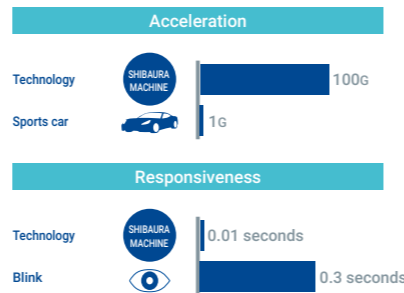 Acceleration
Technology
SHIBAURA
MACHINE
100G
Sports car
1G
Responsiveness
Technology
SHIBAURA
MACHINE
0.01 seconds
Blink
0.3 seconds